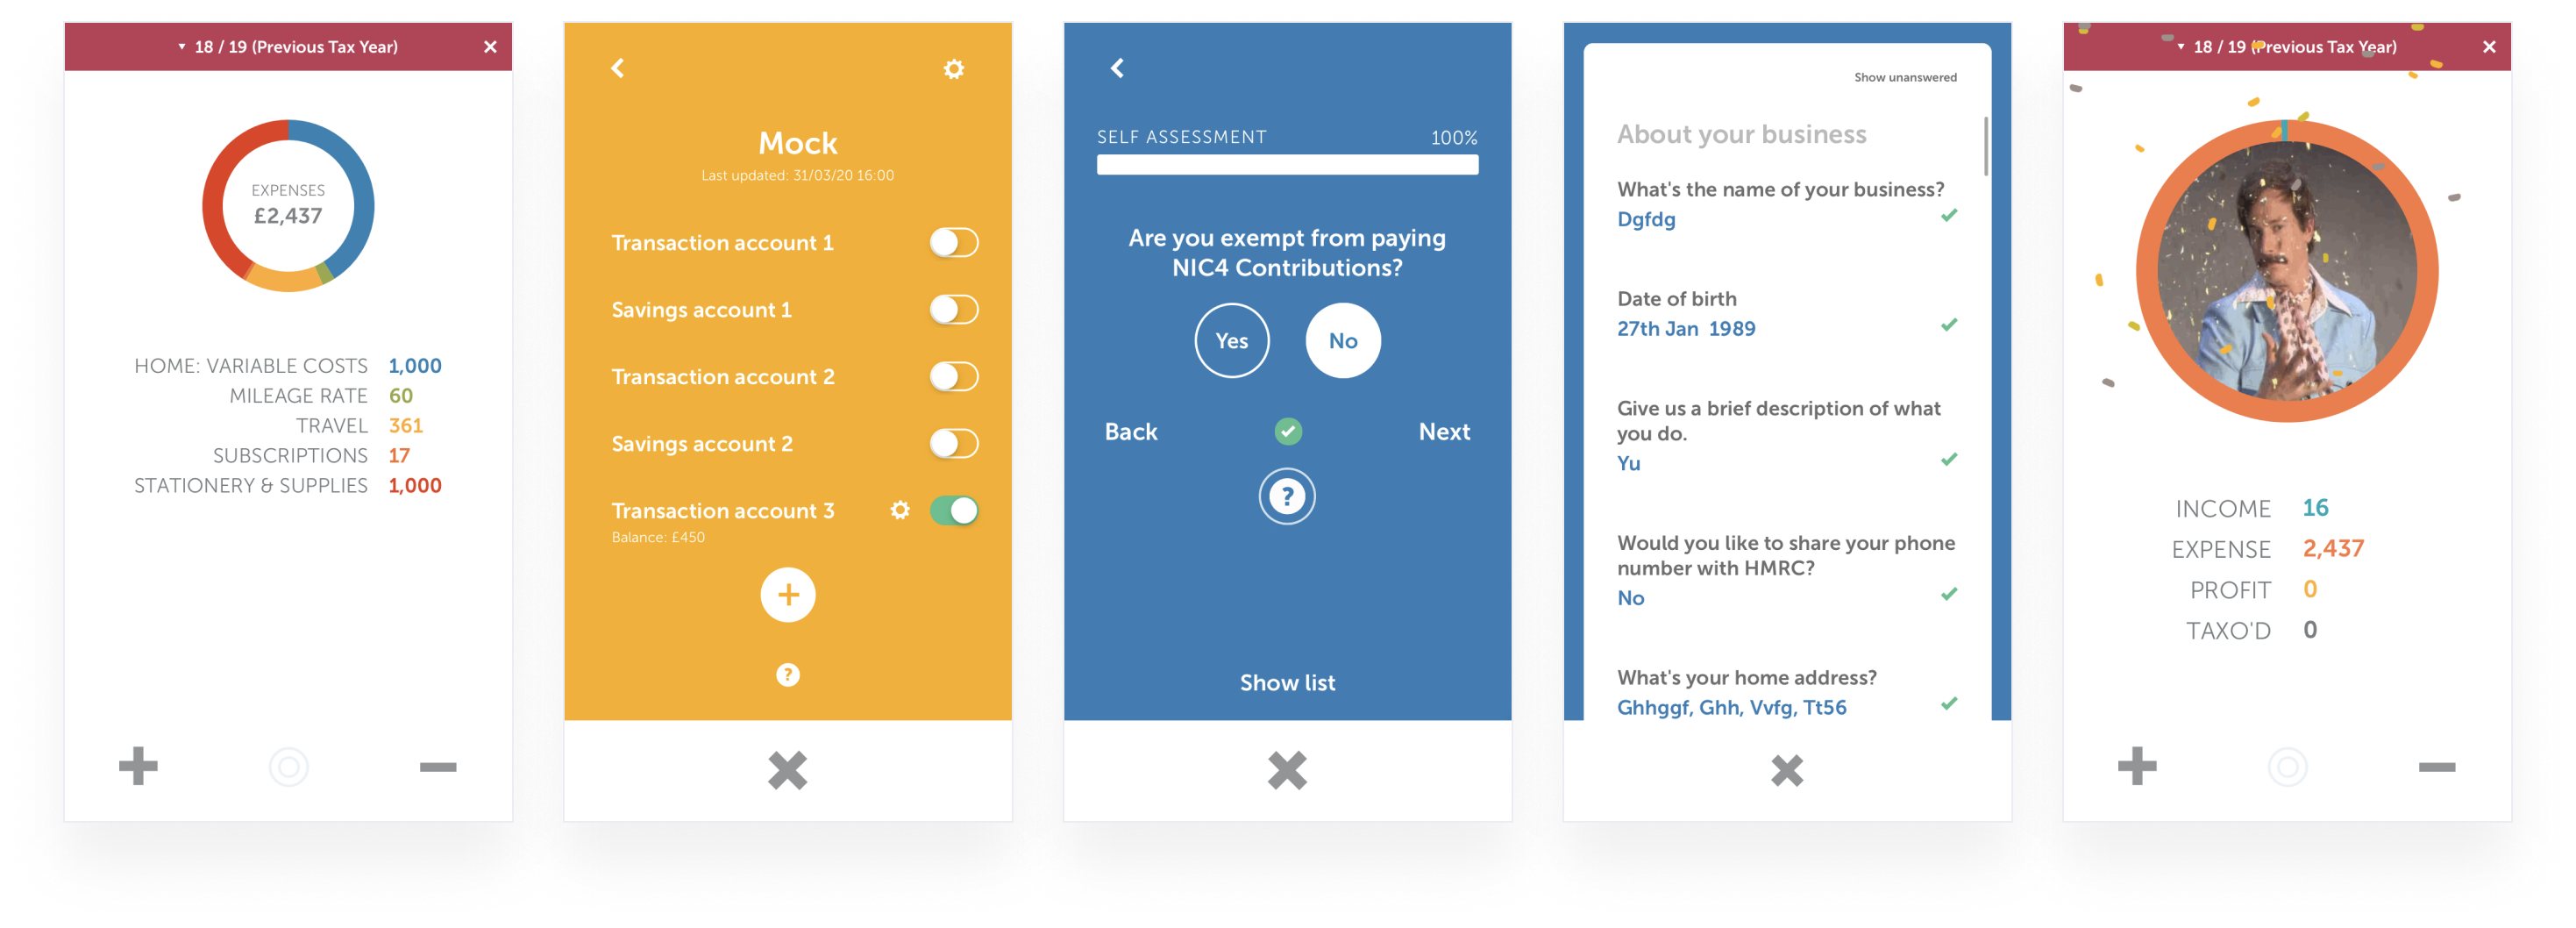 18 / 19 (Previous Tax Year)
EXPENSES
£2,437
HOME: VARIABLE COSTS 1,000
MILEAGE RATE 60
TRAVEL 361
SUBSCRIPTIONS 17
STATIONERY & SUPPLIES 1,000
Mock
Last updated: 31/03/20 16:00
Transaction account 1
Savings account 1
Transaction account 2
Savings account 2
Transaction account 3
Balance: £450
?
SELF ASSESSMENT 100%
Are you exempt from paying
NIC4 Contributions?
Yes No
Back Next
?
Show list
Show unanswered
About your business
What's the name of your business?
Dgfdg
Date of birth
27th Jan 1989
Give us a brief description of what
you do.
Yu
Would you like to share your phone
number with HMRC?
No
What's your home address?
Ghhggf, Ghh, Vvfg, Tt56
18 / 19 (Previous Tax Year)
INCOME 16
EXPENSE 2,437
PROFIT 0
TAXO'D 0